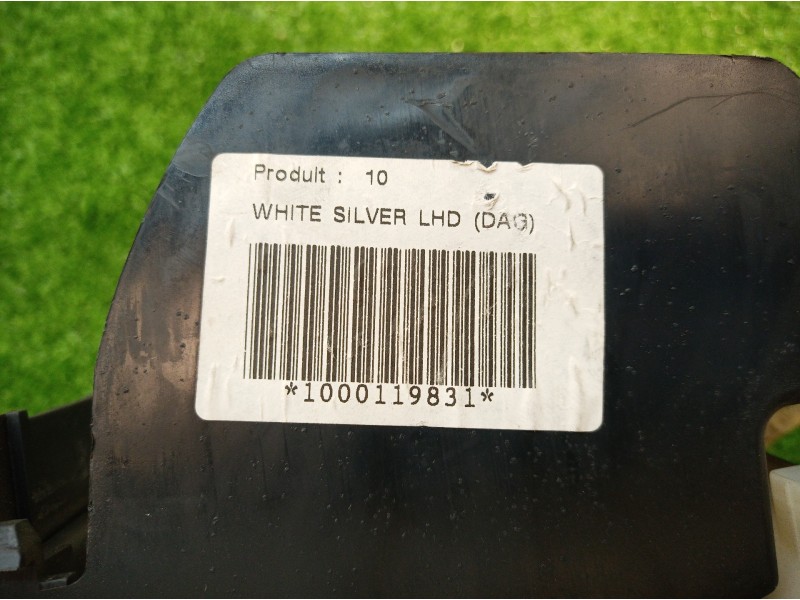 Produit : 10
WHITE SILVER LHD (DAG)
*1000119831*